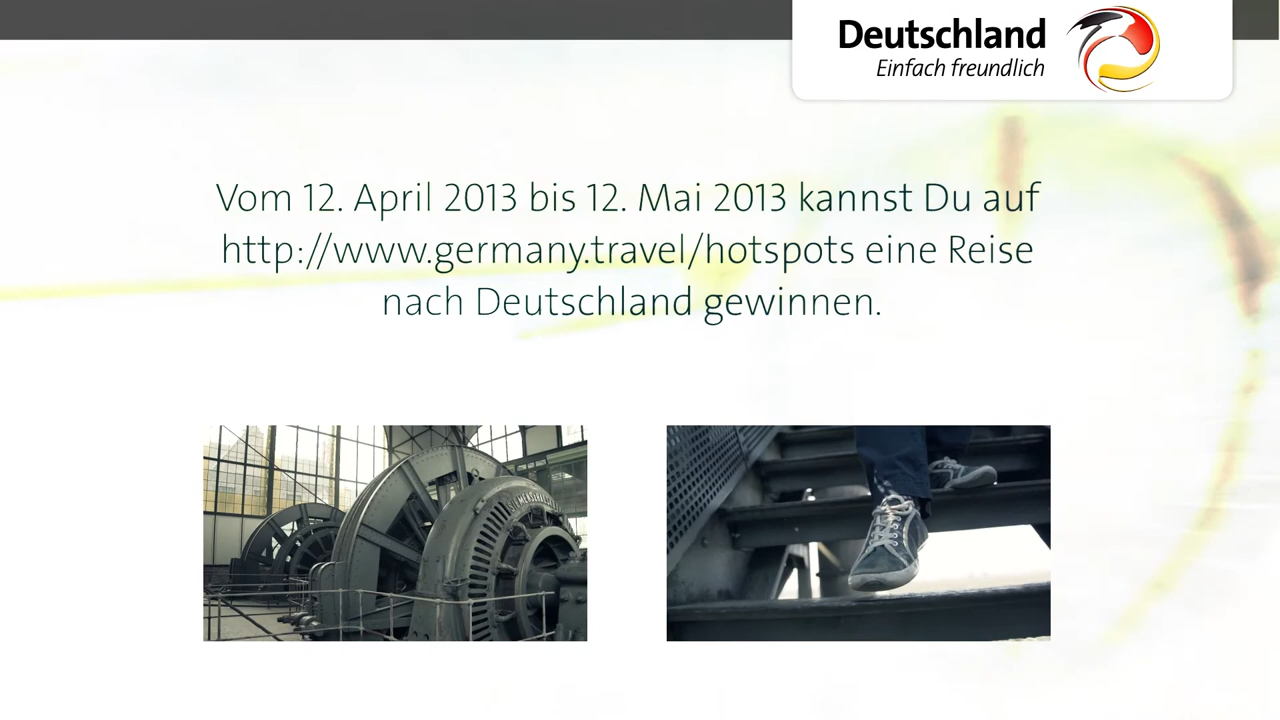 Deutschland
Einfach freundlich
Vom 12. April 2013 bis 12. Mai 2013 kannst Du auf
http://www.germany.travel/hotspots eine Reise
nach Deutschland gewinnen.